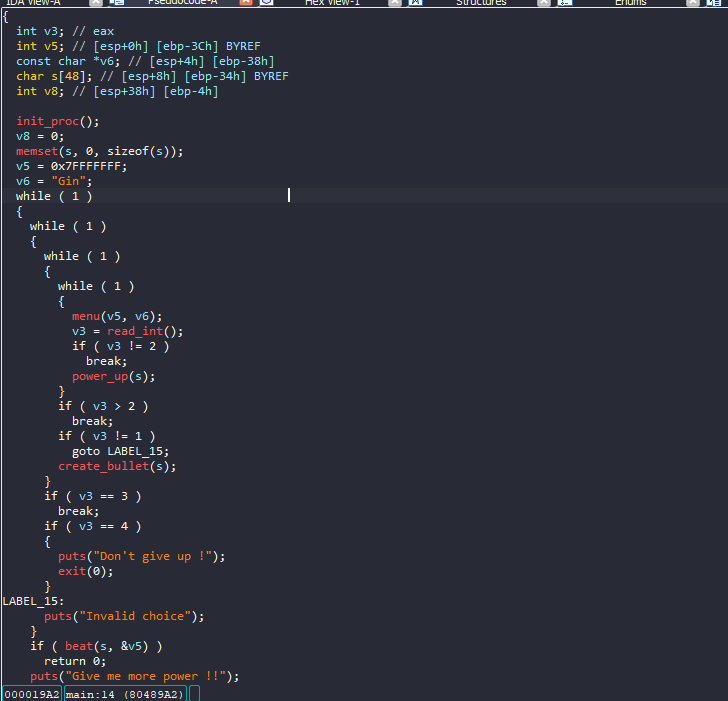 IDA View-A Pseudocode-A Hex View-1 Structures Enums
{
  int v3; // eax
  int v5; // [esp+0h] [ebp-3Ch] BYREF
  const char *v6; // [esp+4h] [ebp-38h]
  char s[48]; // [esp+8h] [ebp-34h] BYREF
  int v8; // [esp+38h] [ebp-4h]

  init_proc();
  v8 = 0;
  memset(s, 0, sizeof(s));
  v5 = 0x7FFFFFFF;
  v6 = "Gin";
  while ( 1 )
  {
    while ( 1 )
    {
      while ( 1 )
      {
        while ( 1 )
        {
          menu(v5, v6);
          v3 = read_int();
          if ( v3 != 2 )
            break;
          power_up(s);
        }
        if ( v3 > 2 )
          break;
        if ( v3 != 1 )
          goto LABEL_15;
        create_bullet(s);
      }
      if ( v3 == 3 )
        break;
      if ( v3 == 4 )
      {
        puts("Don't give up !");
        exit(0);
      }
LABEL_15:
      puts("Invalid choice");
    }
    if ( beat(s, &v5) )
      return 0;
    puts("Give me more power !!");
000019A2 main:14 (80489A2)